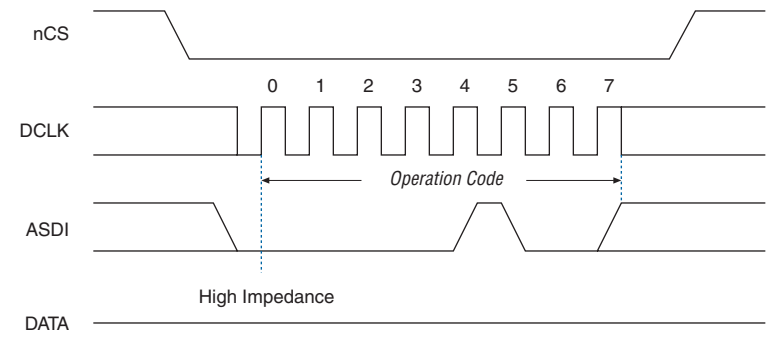 nCS
0 1 2 3 4 5 6 7
DCLK
Operation Code
ASDI
High Impedance
DATA